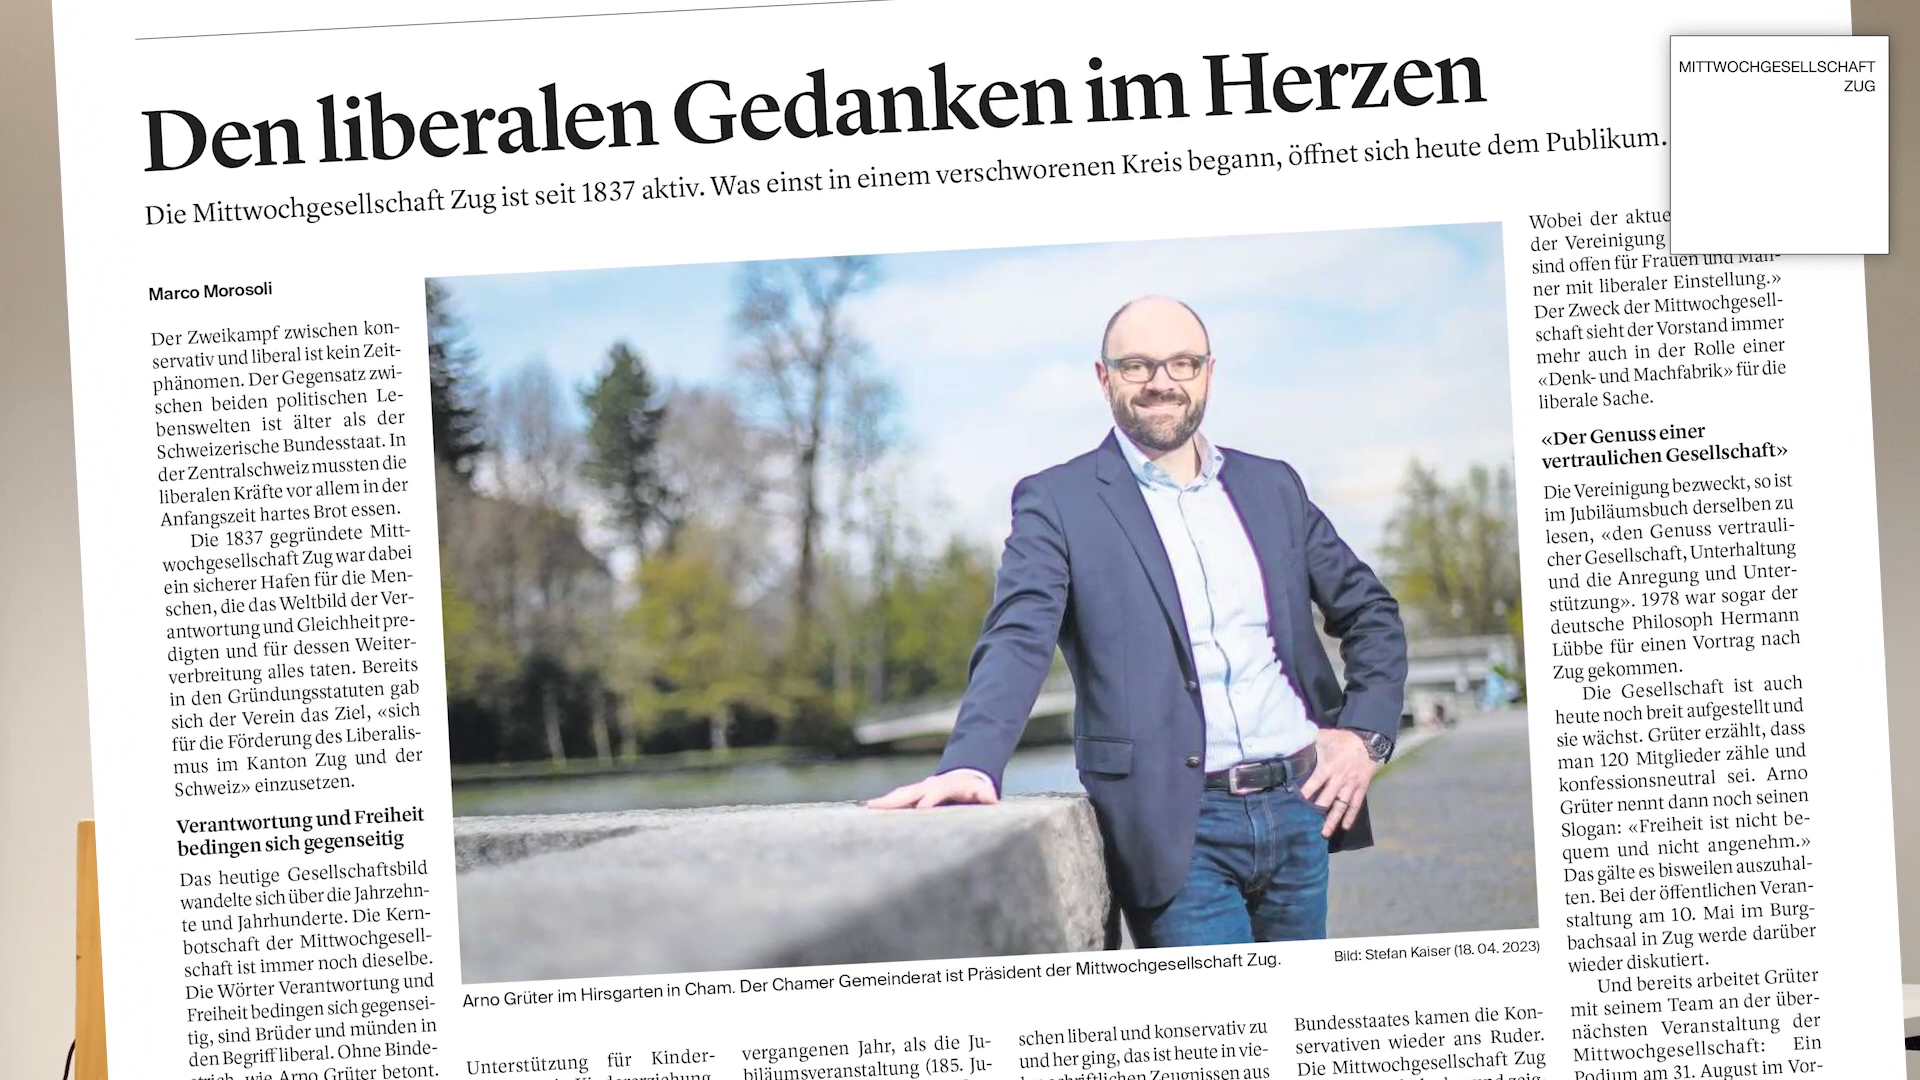 Den liberalen Gedanken im Herzen
Die Mittwochgesellschaft Zug ist seit 1837 aktiv. Was einst in einem verschworenen Kreis begann, öffnet sich heute dem Publikum.
MITTWOCHGESELLSCHAFT
ZUG
Marco Morosoli
Der Zweikampf zwischen kon-
servativ und liberal ist kein Zeit-
phänomen. Der Gegensatz zwi-
schen beiden politischen Le-
benswelten ist älter als der
Schweizerische Bundesstaat. In
der Zentralschweiz mussten die
liberalen Kräfte vor allem in der
Anfangszeit hartes Brot essen.
Die 1837 gegründete Mitt-
wochgesellschaft Zug war dabei
ein sicherer Hafen für die Men-
schen, die das Weltbild der Ver-
antwortung und Gleichheit pre-
digten und für dessen Weiter-
verbreitung alles taten. Bereits
in den Gründungsstatuten gab
sich der Verein das Ziel, «sich
für die Förderung des Liberalis-
mus im Kanton Zug und der
Schweiz» einzusetzen.
Verantwortung und Freiheit
bedingen sich gegenseitig
Das heutige Gesellschaftsbild
wandelte sich über die Jahrzehn-
te und Jahrhunderte. Die Kern-
botschaft der Mittwochgesell-
schaft ist immer noch dieselbe.
Die Wörter Verantwortung und
Freiheit bedingen sich gegensei-
tig, sind Brüder und münden in
den Begriff liberal. Ohne Binde-
strich, wie Arno Grüter betont.
Arno Grüter im Hirsgarten in Cham. Der Chamer Gemeinderat ist Präsident der Mittwochgesellschaft Zug.
Bild: Stefan Kaiser (18. 04. 2023)
Unterstützung für Kinder-
vergangenen Jahr, als die Ju-
biläumsveranstaltung (185. Ju-
schen liberal und konservativ zu
und her ging, das ist heute in vie-
schriftlichen Zeugnissen aus
Bundesstaates kamen die Kon-
servativen wieder ans Ruder.
Die Mittwochgesellschaft Zug
Wobei der aktue
der Vereinigung
sind offen für Frauen und Män-
ner mit liberaler Einstellung.»
Der Zweck der Mittwochgesell-
schaft sieht der Vorstand immer
mehr auch in der Rolle einer
«Denk- und Machfabrik» für die
liberale Sache.
«Der Genuss einer
vertraulichen Gesellschaft»
Die Vereinigung bezweckt, so ist
im Jubiläumsbuch derselben zu
lesen, «den Genuss vertrauli-
cher Gesellschaft, Unterhaltung
und die Anregung und Unter-
stützung». 1978 war sogar der
deutsche Philosoph Hermann
Lübbe für einen Vortrag nach
Zug gekommen.
Die Gesellschaft ist auch
heute noch breit aufgestellt und
sie wächst. Grüter erzählt, dass
man 120 Mitglieder zähle und
konfessionsneutral sei. Arno
Grüter nennt dann noch seinen
Slogan: «Freiheit ist nicht be-
quem und nicht angenehm.»
Das gälte es bisweilen auszuhal-
ten. Bei der öffentlichen Veran-
staltung am 10. Mai im Burg-
bachsaal in Zug werde darüber
wieder diskutiert.
Und bereits arbeitet Grüter
mit seinem Team an der über-
nächsten Veranstaltung der
Mittwochgesellschaft: Ein
Podium am 31. August im Vor-